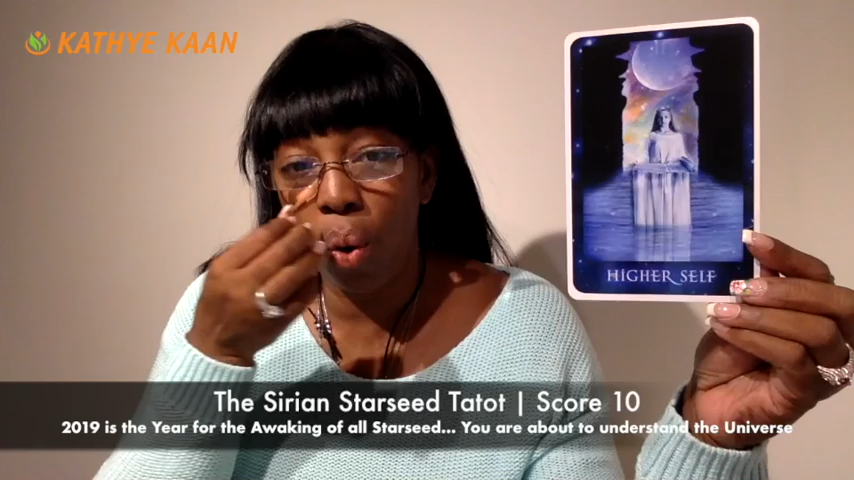 KATHYE KAAN
HIGHER SELF
The Sirian Starseed Tatot | Score 10
2019 is the Year for the Awaking of all Starseed... You are about to understand the Universe